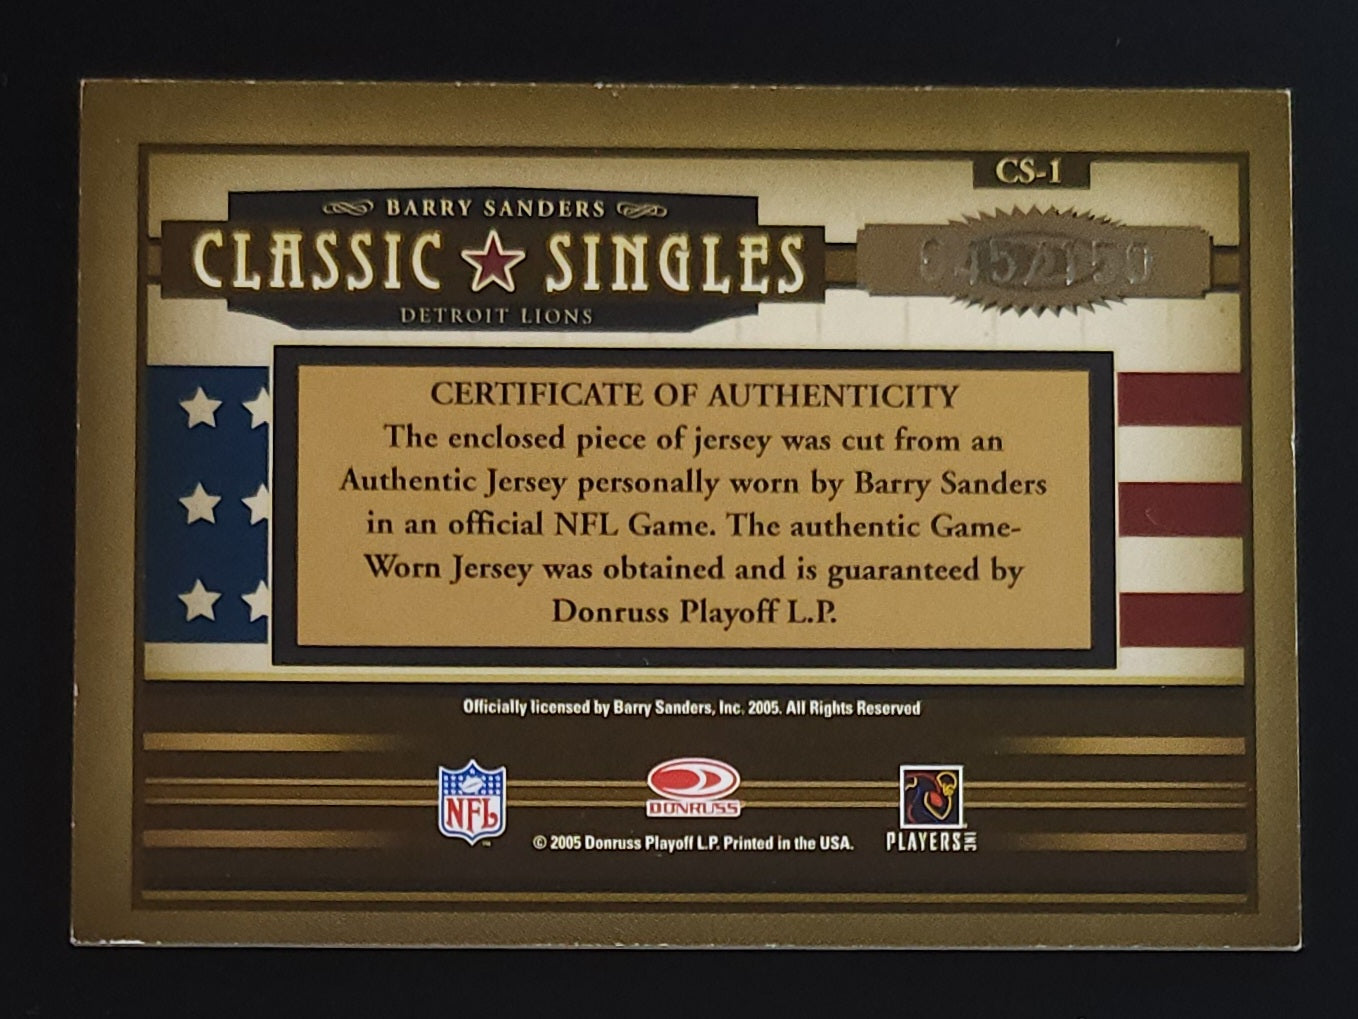 CS-1
BARRY SANDERS
CLASSIC SINGLES
045/150
DETROIT LIONS
CERTIFICATE OF AUTHENTICITY
The enclosed piece of jersey was cut from an
Authentic Jersey personally worn by Barry Sanders
in an official NFL Game. The authentic Game-
Worn Jersey was obtained and is guaranteed by
Donruss Playoff L.P.
Officially licensed by Barry Sanders, Inc. 2005. All Rights Reserved
NFL
DONRUSS
PLAYERS INC
© 2005 Donruss Playoff L.P. Printed in the USA.